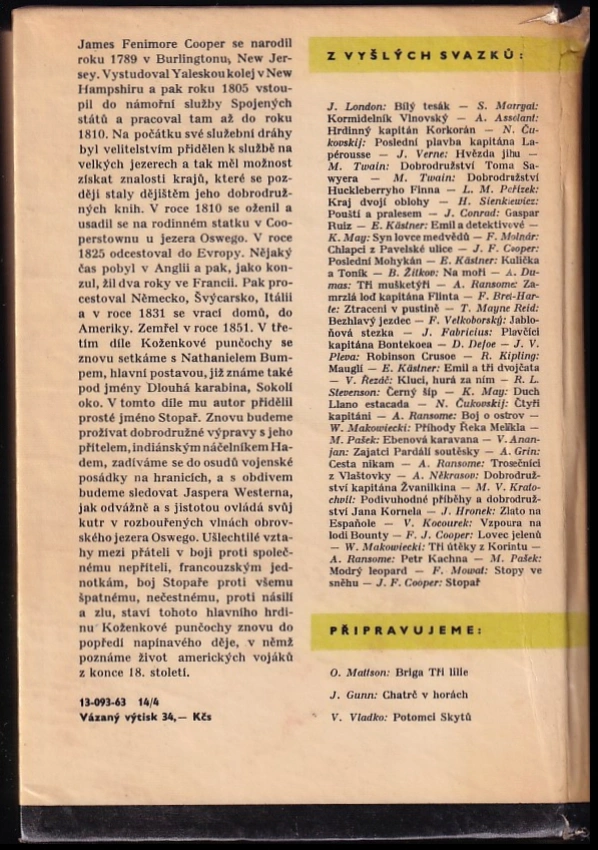 James Fenimore Cooper se narodil
roku 1789 v Burlingtonu, New Jer-
sey. Vystudoval Yaleskou kolej v New
Hampshiru a pak roku 1805 vstou-
pil do námořní služby Spojených
států a pracoval tam až do roku
1810. Na počátku své služební dráhy
byl velitelstvím přidělen k službě na
velkých jezerech a tak měl možnost
získat znalosti krajů, které se poz-
ději staly dějištěm jeho dobrodruž-
ných knih. V roce 1810 se oženil a
usadil se na rodinném statku v Coo-
perstownu u jezera Oswego. V roce
1825 odcestoval do Evropy. Nějaký
čas pobyl v Anglii a pak, jako kon-
zul, žil dva roky ve Francii. Pak pro-
cestoval Německo, Švýcarsko, Itálii
a v roce 1831 se vrací domů, do
Ameriky. Zemřel v roce 1851. V tře-
tím díle Koženkové punčochy se
znovu setkáme s Nathanielem Bum-
pem, hlavní postavou, již známe také
pod jmény Dlouhá karabina, Sokolí
oko. V tomto díle mu autor přidělil
prosté jméno Stopař. Znovu budeme
prožívat dobrodružné výpravy s jeho
přítelem, indiánským náčelníkem Ha-
dem, zadíváme se do osudů vojenské
posádky na hranicích, a s obdivem
budeme sledovat Jaspera Westerna,
jak odvážně a s jistotou ovládá svůj
kutr v rozbouřených vlnách obrov-
ského jezera Oswego. Ušlechtilé vzta-
hy mezi přáteli v boji proti společ-
nému nepříteli, francouzským jed-
notkám, boj Stopaře proti všemu
špatnému, nečestnému, proti násilí
a zlu, staví tohoto hlavního hrdi-
nu Koženkové punčochy znovu do
popředí napínavého děje, v němž
poznáme život amerických vojáků
z konce 18. století.
13-093-63 14/4
Vázaný výtisk 34,— Kčs
Z VYŠLÝCH SVAZKŮ:
J. London: Bílý tesák — S. Marryat:
Kormidelník Vlnovský — A. Assolant:
Hrdinný kapitán Korkorán — N. Ču-
kovskij: Poslední plavba kapitána La-
pérousse — J. Verne: Hvězda jihu —
M. Twain: Dobrodružství Toma Sa-
wyera — M. Twain: Dobrodružství
Huckleberryho Finna — L. M. Pařízek:
Kraj dvojí oblohy — H. Sienkiewicz:
Pouští a pralesem — J. Conrad: Gaspar
Ruiz — E. Kästner: Emil a detektivové —
K. May: Syn lovce medvědů — F. Molnár:
Chlapci z Pavelské ulice — J. F. Cooper:
Poslední Mohykán — E. Kästner: Kulička
a Toník — B. Žitkov: Na moři — A. Du-
mas: Tři mušketýři — A. Ransome: Za-
mrzlá loď kapitána Flinta — F. Bret-Har-
te: Ztraceni v pustině — T. Mayne Reid:
Bezhlavý jezdec — F. Velkoborský: Jablo-
ňová stezka — J. Fabricius: Plavčíci
kapitána Bontekoea — D. Defoe — J. V.
Pleva: Robinson Crusoe — R. Kipling:
Mauglí — E. Kästner: Emil a tři dvojčata
— V. Řezáč: Kluci, hurá za ním — R. L.
Stevenson: Černý šíp — K. May: Duch
Llano estacada — N. Čukovskij: Čtyři
kapitáni — A. Ransome: Boj o ostrov —
W. Makowiecki: Příhody Řeka Melikla —
M. Pašek: Ebenová karavana — V. Anan-
jan: Zajatci Pardálí soutěsky — A. Grin:
Cesta nikam — A. Ransome: Trosečníci
z Vlaštovky — A. Někrasov: Dobrodruž-
ství kapitána Žvanilkina — M. V. Krato-
chvíl: Podivuhodné příběhy a dobrodruž-
ství Jana Kornela — J. Hronek: Zlato na
Españole — V. Kocourek: Vzpoura na
lodi Bounty — F. J. Cooper: Lovec jelenů
— W. Makowiecki: Tři útěky z Korintu —
A. Ransome: Petr Kachna — M. Pašek:
Modrý leopard — F. Mowat: Stopy ve
sněhu — J. F. Cooper: Stopař
PŘIPRAVUJEME:
O. Mattson: Briga Tři lilie
J. Gunn: Chatrč v horách
V. Vladko: Potomci Skytů